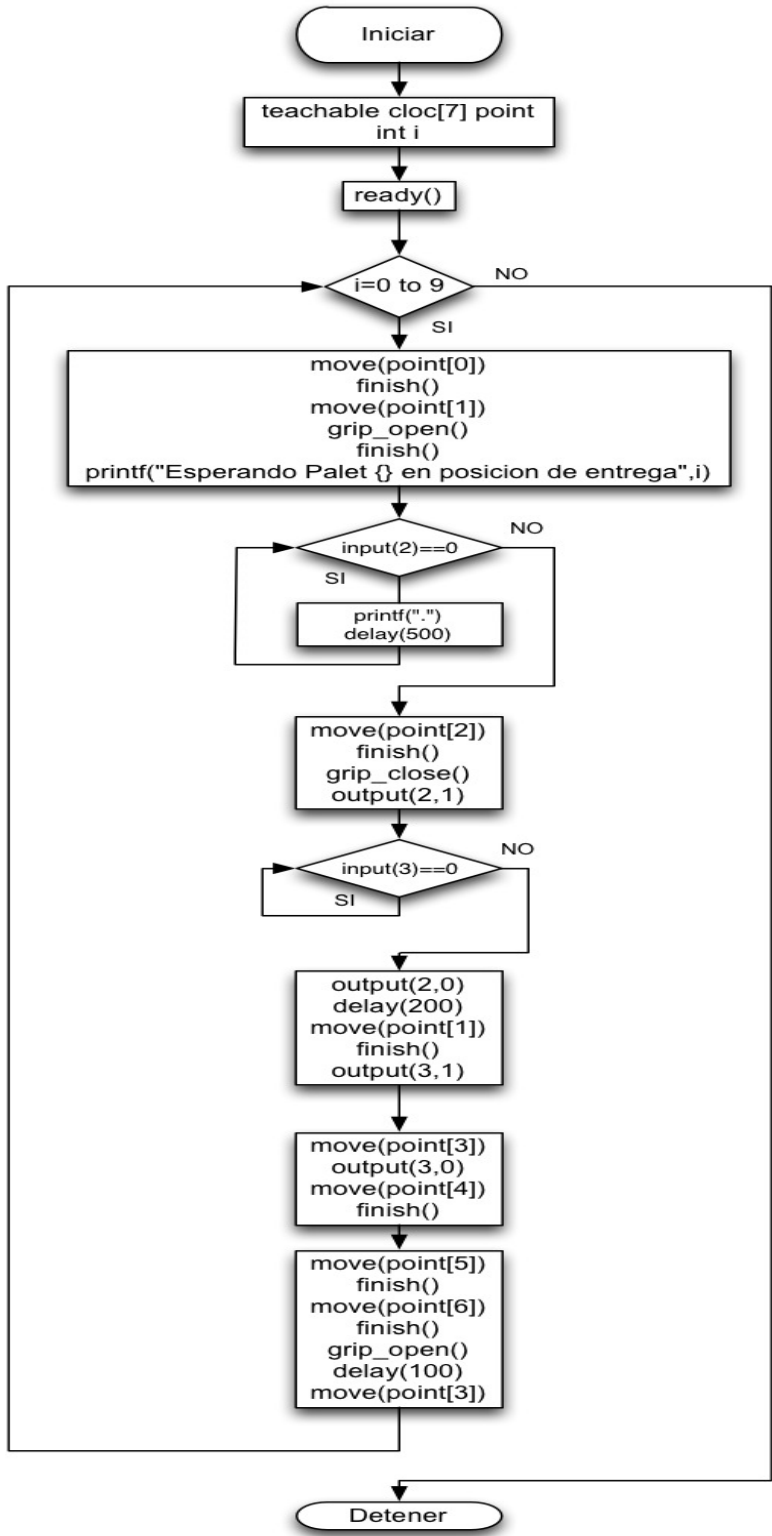 Iniciar
teachable cloc[7] point
int i
ready()
i=0 to 9
NO
SI
move(point[0])
finish()
move(point[1])
grip_open()
finish()
printf("Esperando Palet {} en posicion de entrega",i)
input(2)==0
NO
SI
printf(".")
delay(500)
move(point[2])
finish()
grip_close()
output(2,1)
input(3)==0
NO
SI
output(2,0)
delay(200)
move(point[1])
finish()
output(3,1)
move(point[3])
output(3,0)
move(point[4])
finish()
move(point[5])
finish()
move(point[6])
finish()
grip_open()
delay(100)
move(point[3])
Detener